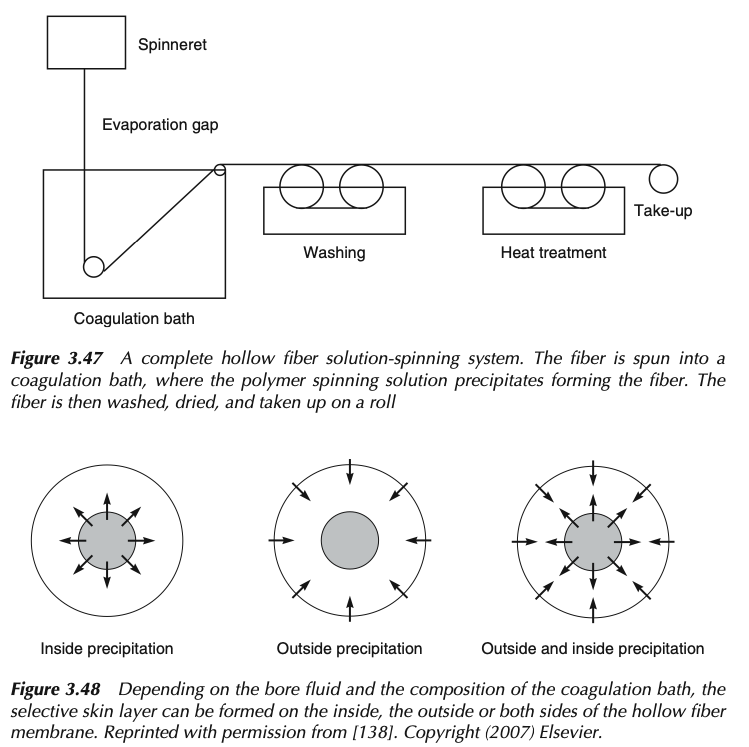 Spinneret
Evaporation gap
Take-up
Washing
Heat treatment
Coagulation bath
Figure 3.47 A complete hollow fiber solution-spinning system. The fiber is spun into a
coagulation bath, where the polymer spinning solution precipitates forming the fiber. The
fiber is then washed, dried, and taken up on a roll
Inside precipitation
Outside precipitation
Outside and inside precipitation
Figure 3.48 Depending on the bore fluid and the composition of the coagulation bath, the
selective skin layer can be formed on the inside, the outside or both sides of the hollow fiber
membrane. Reprinted with permission from [138]. Copyright (2007) Elsevier.